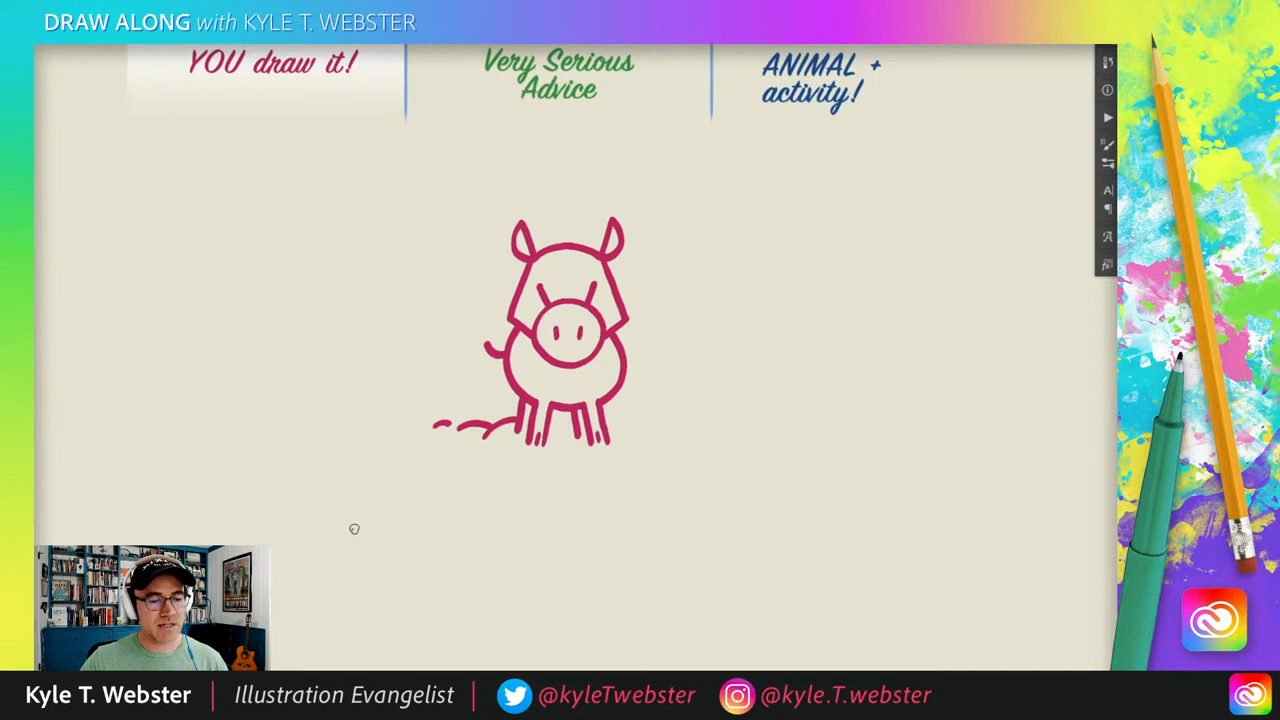 DRAW ALONG with KYLE T. WEBSTER
YOU draw it!
Very Serious
Advice
ANIMAL +
activity!
Kyle T. Webster | Illustration Evangelist @kyleTwebster @kyle.T.webster